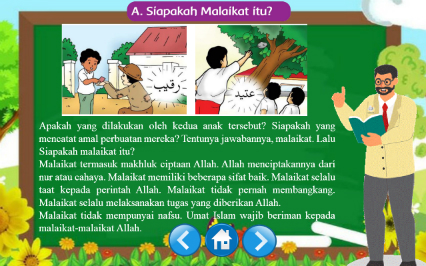 A. Siapakah Malaikat itu?
رقيب
عتيد
Apakah yang dilakukan oleh kedua anak tersebut? Siapakah yang
mencatat amal perbuatan mereka? Tentunya jawabannya, malaikat. Lalu
Siapakah malaikat itu?
Malaikat termasuk makhluk ciptaan Allah. Allah menciptakannya dari
nur atau cahaya. Malaikat memiliki beberapa sifat baik. Malaikat selalu
taat kepada perintah Allah. Malaikat tidak pernah membangkang.
Malaikat selalu melaksanakan tugas yang diberikan Allah.
Malaikat tidak mempunyai nafsu. Umat Islam wajib beriman kepada
malaikat-malaikat Allah.